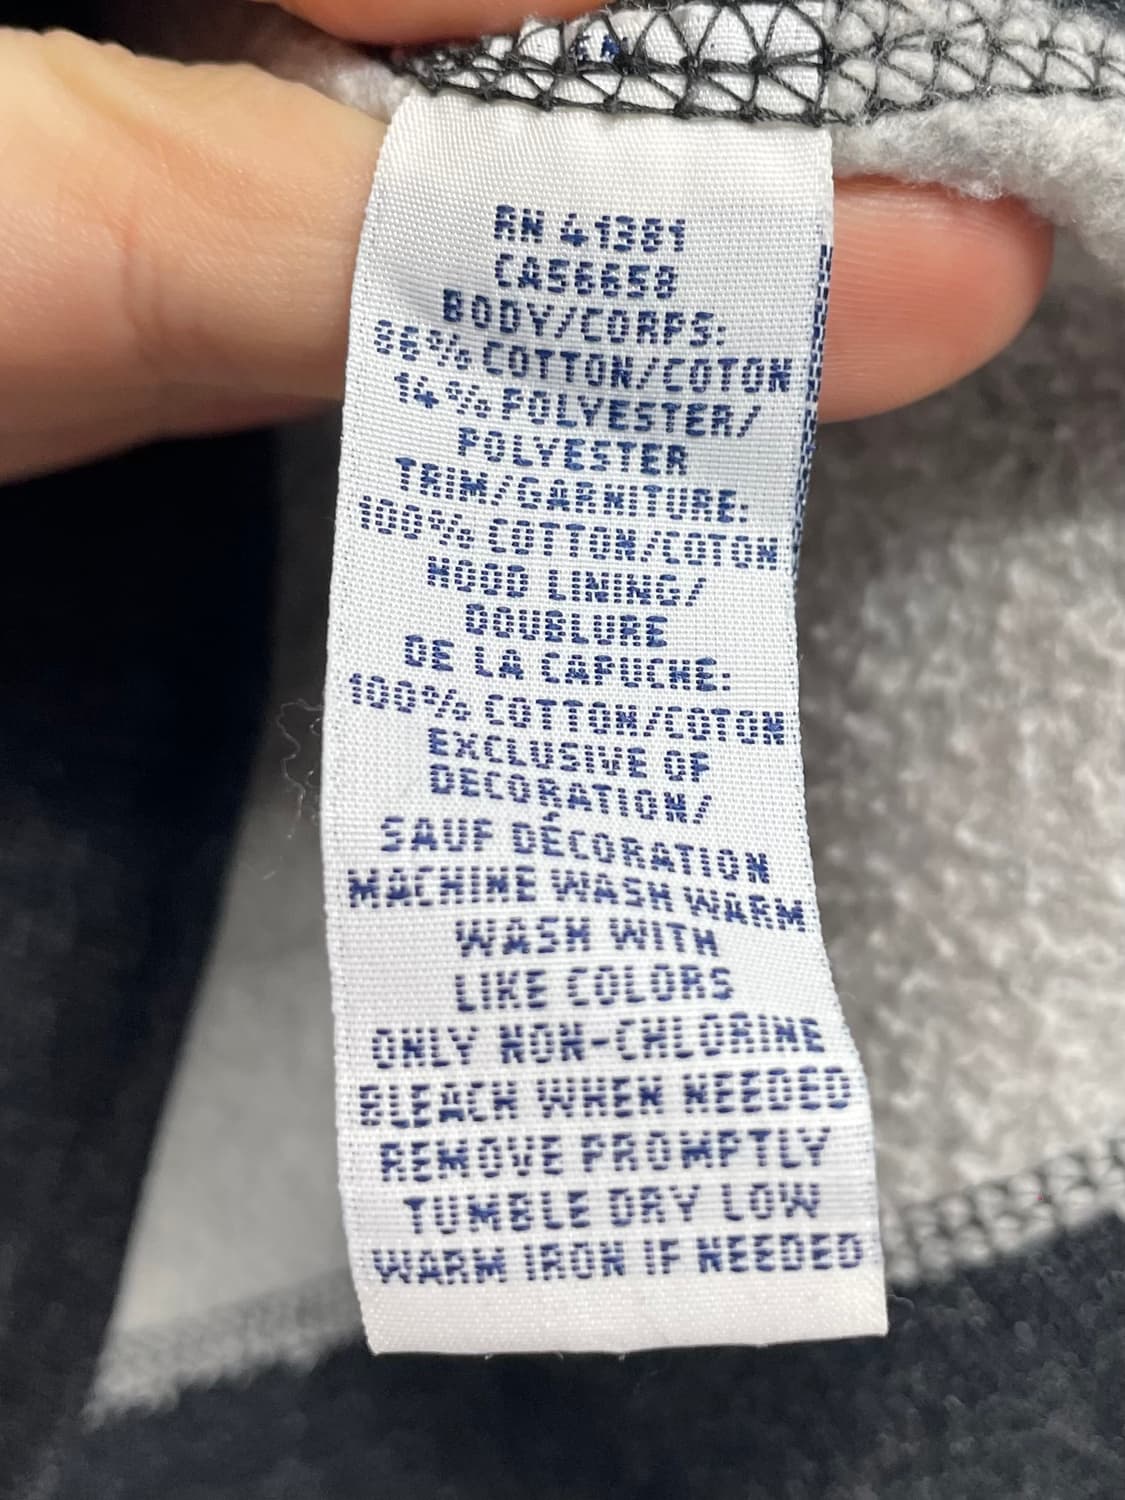 RN 41381
CA56658
BODY/CORPS:
86% COTTON/COTON
14% POLYESTER/
POLYESTER
TRIM/GARNITURE:
100% COTTON/COTON
HOOD LINING/
DOUBLURE
DE LA CAPUCHE:
100% COTTON/COTON
EXCLUSIVE OF
DECORATION/
SAUF DÉCORATION
MACHINE WASH WARM
WASH WITH
LIKE COLORS
ONLY NON-CHLORINE
BLEACH WHEN NEEDED
REMOVE PROMPTLY
TUMBLE DRY LOW
WARM IRON IF NEEDED